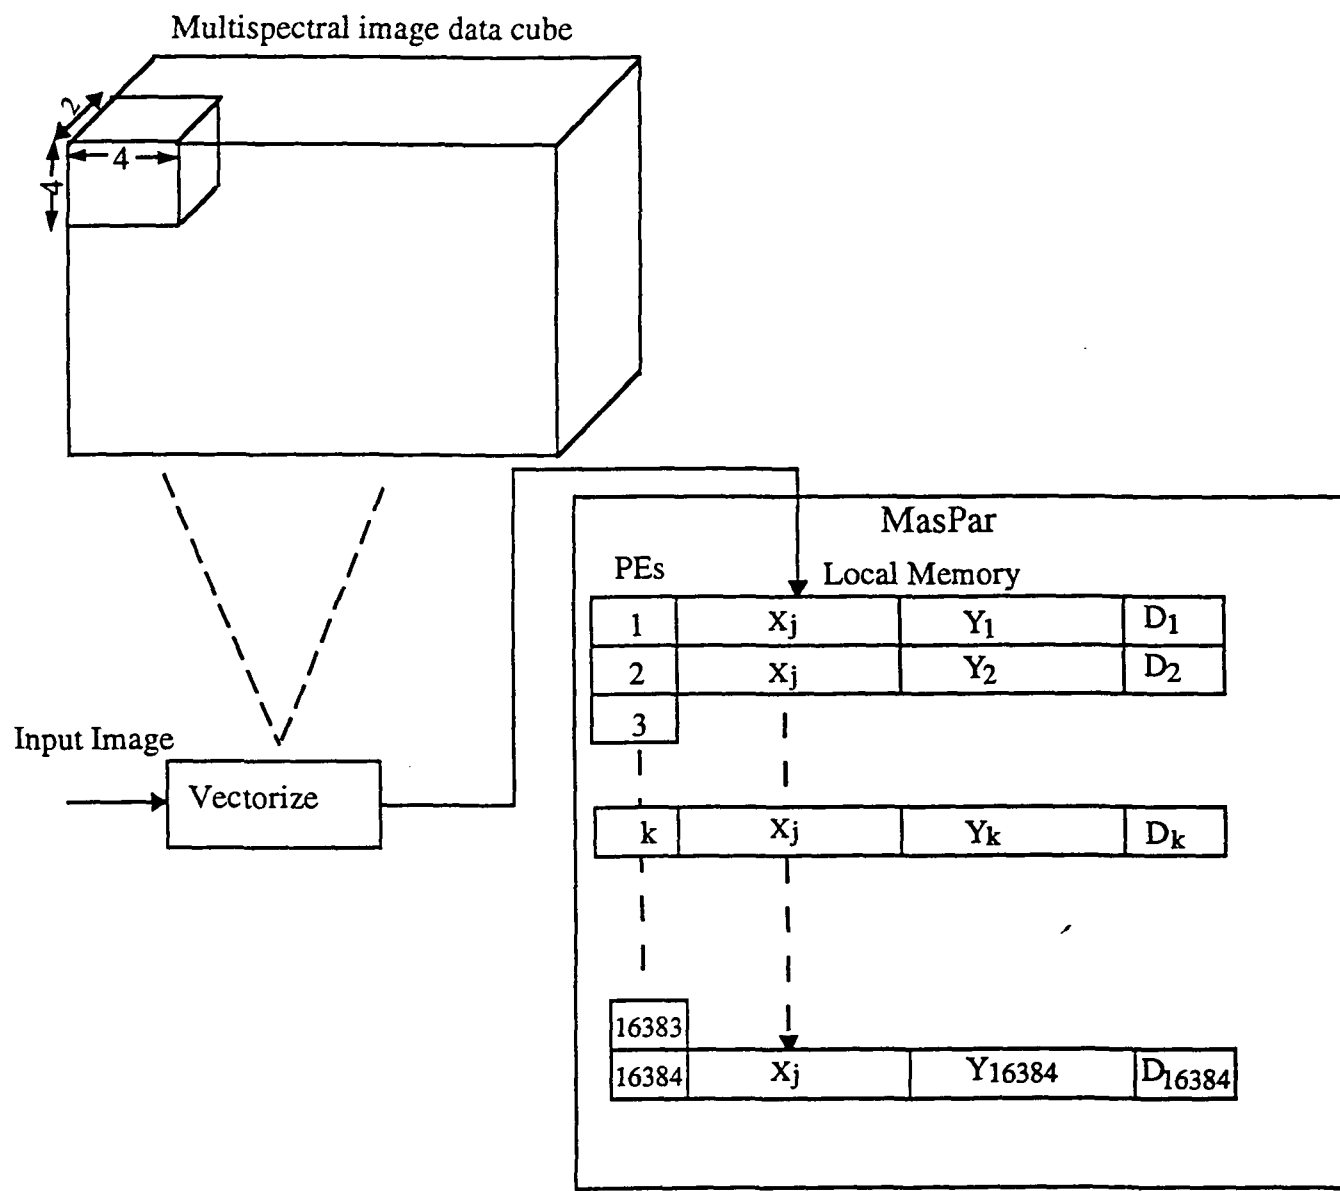 Multispectral image data cube
2
4
4
MasPar
PEs
Local Memory
1 Xj Y1 D1
2 Xj Y2 D2
3
Input Image
Vectorize
k Xj Yk Dk
16383
16384 Xj Y16384 D16384